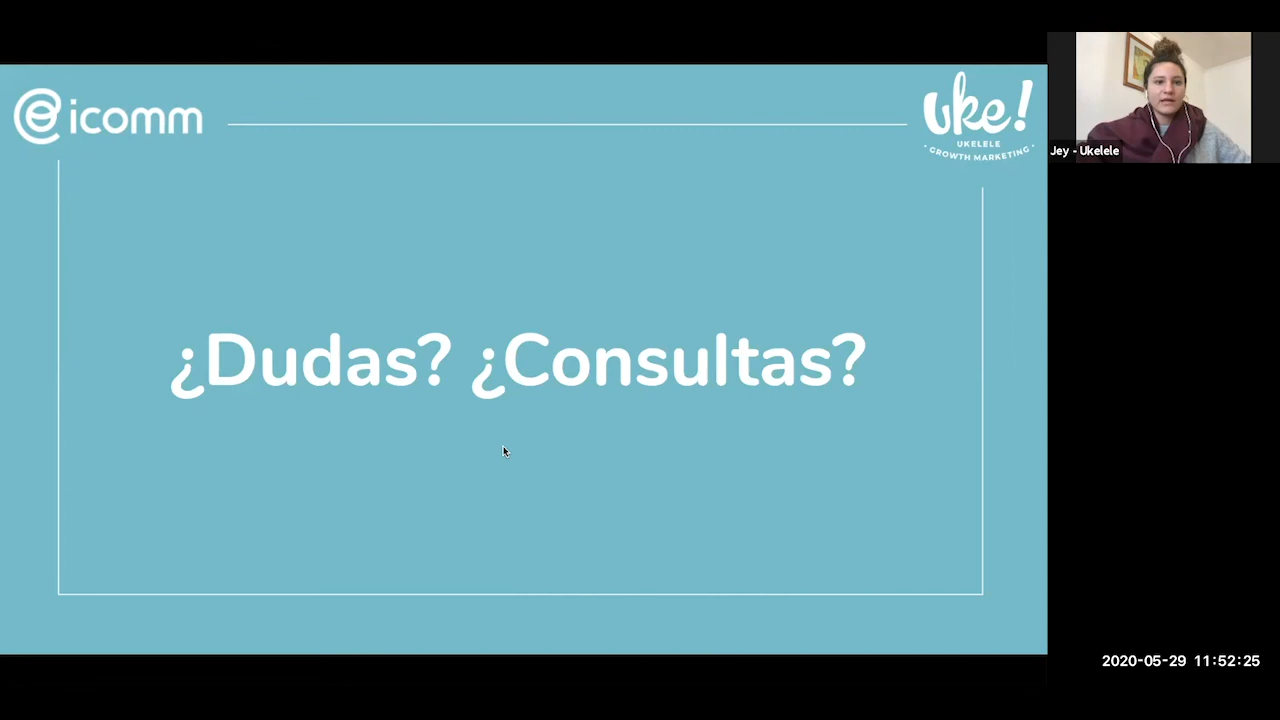 icomm
uke!
UKELELE
· GROWTH MARKETING ·
Jey - Ukelele
¿Dudas? ¿Consultas?
2020-05-29 11:52:25